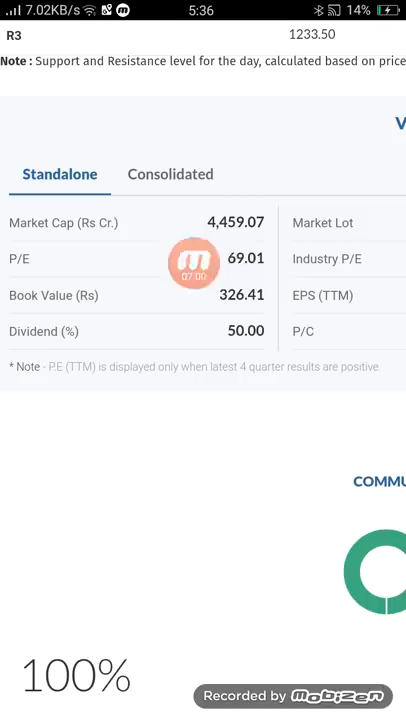 7.02KB/s 5:36 14%
R3 1233.50
Note : Support and Resistance level for the day, calculated based on price
V
Standalone Consolidated
Market Cap (Rs Cr.) 4,459.07 Market Lot
P/E 69.01 Industry P/E
07:00
Book Value (Rs) 326.41 EPS (TTM)
Dividend (%) 50.00 P/C
* Note - P.E (TTM) is displayed only when latest 4 quarter results are positive.
COMMU
100%
Recorded by mobizen